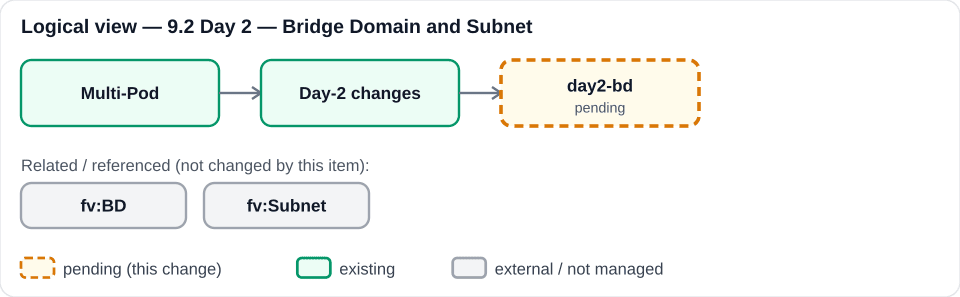 Logical view — 9.2 Day 2 — Bridge Domain and Subnet
Multi-Pod
Day-2 changes
day2-bd
pending
Related / referenced (not changed by this item):
fv:BD
fv:Subnet
pending (this change)
existing
external / not managed